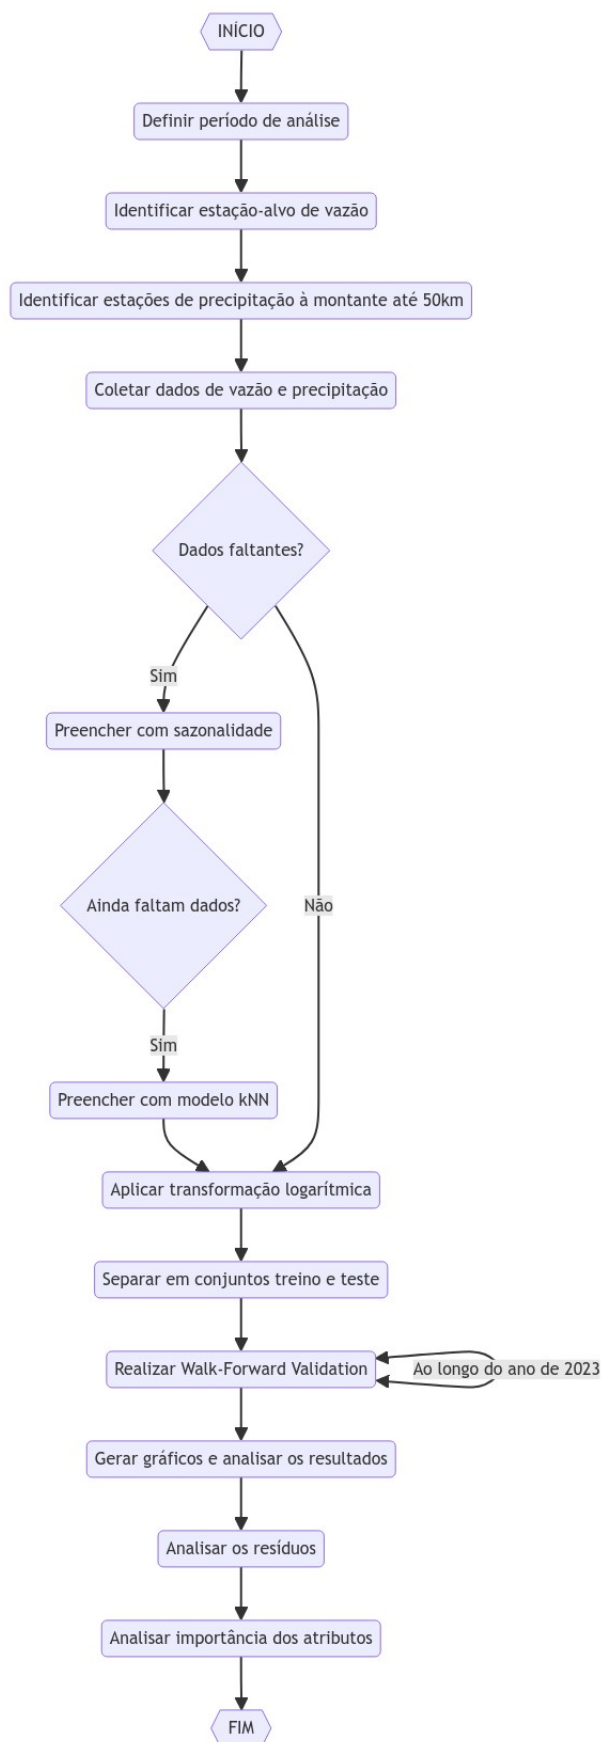 INÍCIO
Definir período de análise
Identificar estação-alvo de vazão
Identificar estações de precipitação à montante até 50km
Coletar dados de vazão e precipitação
Dados faltantes?
Sim
Preencher com sazonalidade
Ainda faltam dados?
Não
Sim
Preencher com modelo kNN
Aplicar transformação logarítmica
Separar em conjuntos treino e teste
Realizar Walk-Forward Validation
Ao longo do ano de 2023
Gerar gráficos e analisar os resultados
Analisar os resíduos
Analisar importância dos atributos
FIM